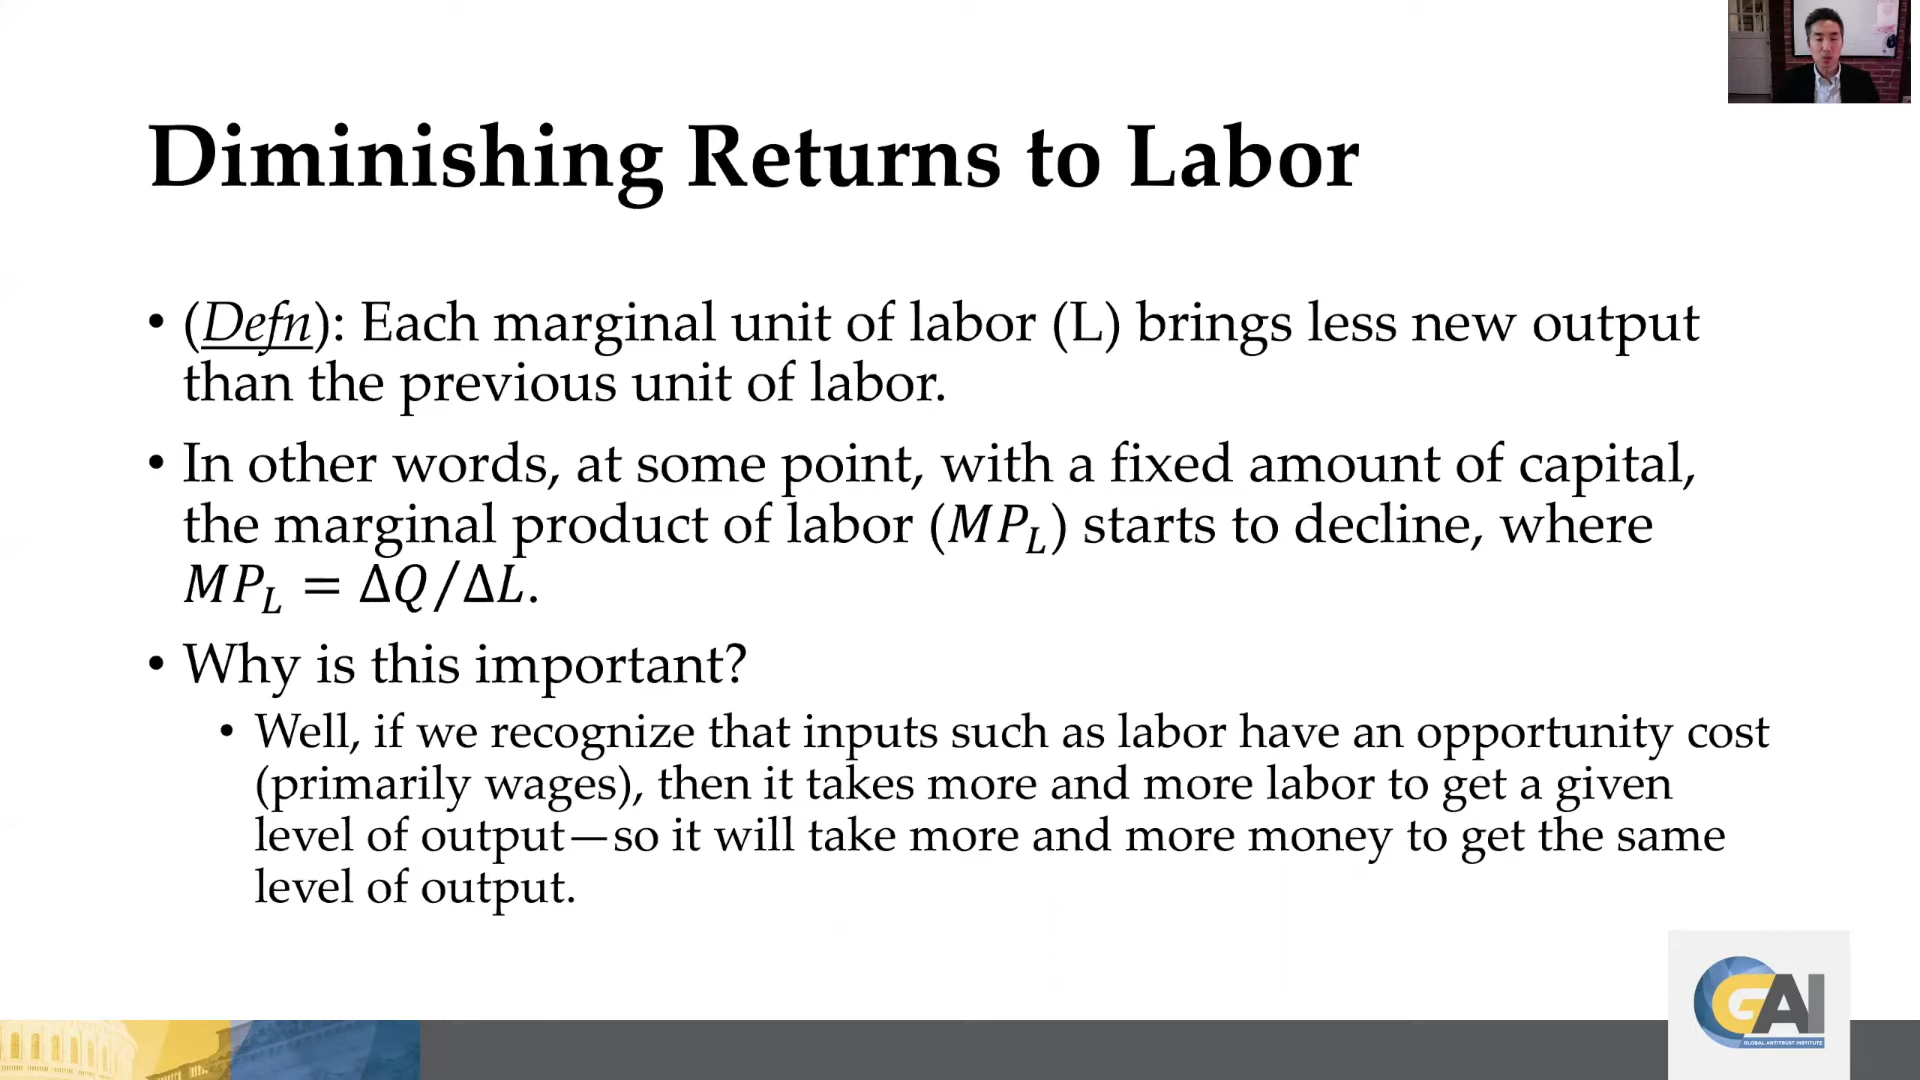 Diminishing Returns to Labor
• (Defn): Each marginal unit of labor (L) brings less new output
than the previous unit of labor.
• In other words, at some point, with a fixed amount of capital,
the marginal product of labor (MP_L) starts to decline, where
MP_L = ΔQ/ΔL.
• Why is this important?
• Well, if we recognize that inputs such as labor have an opportunity cost
(primarily wages), then it takes more and more labor to get a given
level of output—so it will take more and more money to get the same
level of output.
GAI
GLOBAL ANTITRUST INSTITUTE